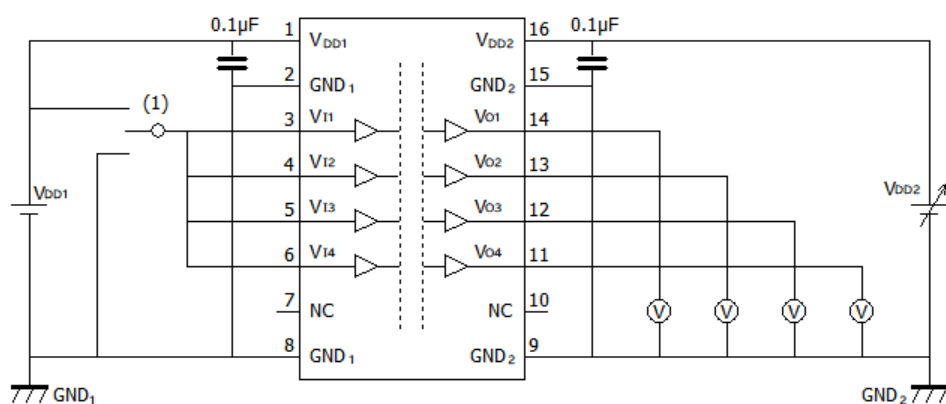 0.1μF 1 16 0.1μF
VDD1 VDD2
2 15
GND1 GND2
(1) 3 VI1 VO1 14
4 VI2 VO2 13
VDD1 VDD2
5 VI3 VO3 12
6 VI4 VO4 11
7 NC NC 10
V V V V
8 GND1 GND2 9
GND1 GND2